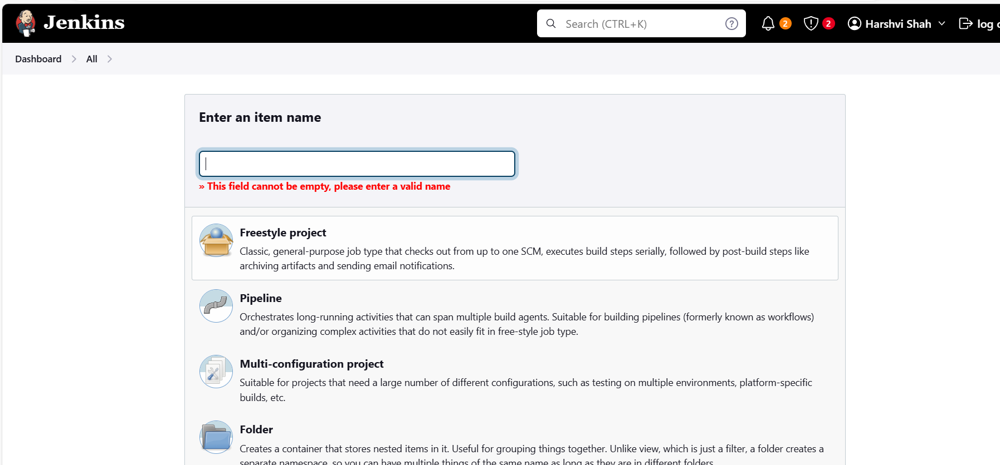 Jenkins
Search (CTRL+K)
2
2
Harshvi Shah
log
Dashboard
All
Enter an item name
» This field cannot be empty, please enter a valid name
Freestyle project
Classic, general-purpose job type that checks out from up to one SCM, executes build steps serially, followed by post-build steps like
archiving artifacts and sending email notifications.
Pipeline
Orchestrates long-running activities that can span multiple build agents. Suitable for building pipelines (formerly known as workflows)
and/or organizing complex activities that do not easily fit in free-style job type.
Multi-configuration project
Suitable for projects that need a large number of different configurations, such as testing on multiple environments, platform-specific
builds, etc.
Folder
Creates a container that stores nested items in it. Useful for grouping things together. Unlike view, which is just a filter, a folder creates a
separate namespace, so you can have multiple things of the same name as long as they are in different folders.